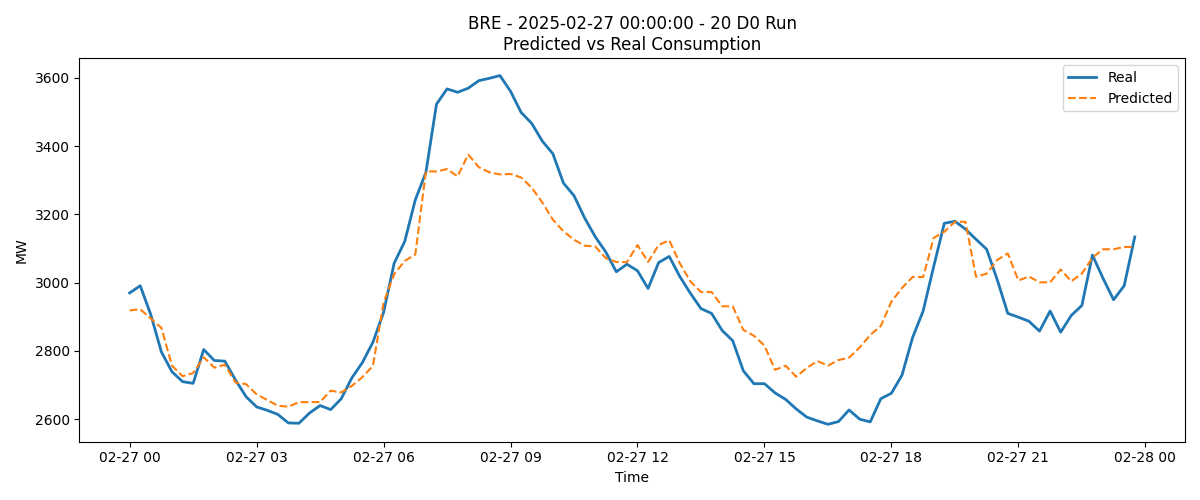 BRE - 2025-02-27 00:00:00 - 20 D0 Run
Predicted vs Real Consumption
Real
Predicted
3600
3400
3200
3000
2800
2600
MW
02-27 00 02-27 03 02-27 06 02-27 09 02-27 12 02-27 15 02-27 18 02-27 21 02-28 00
Time